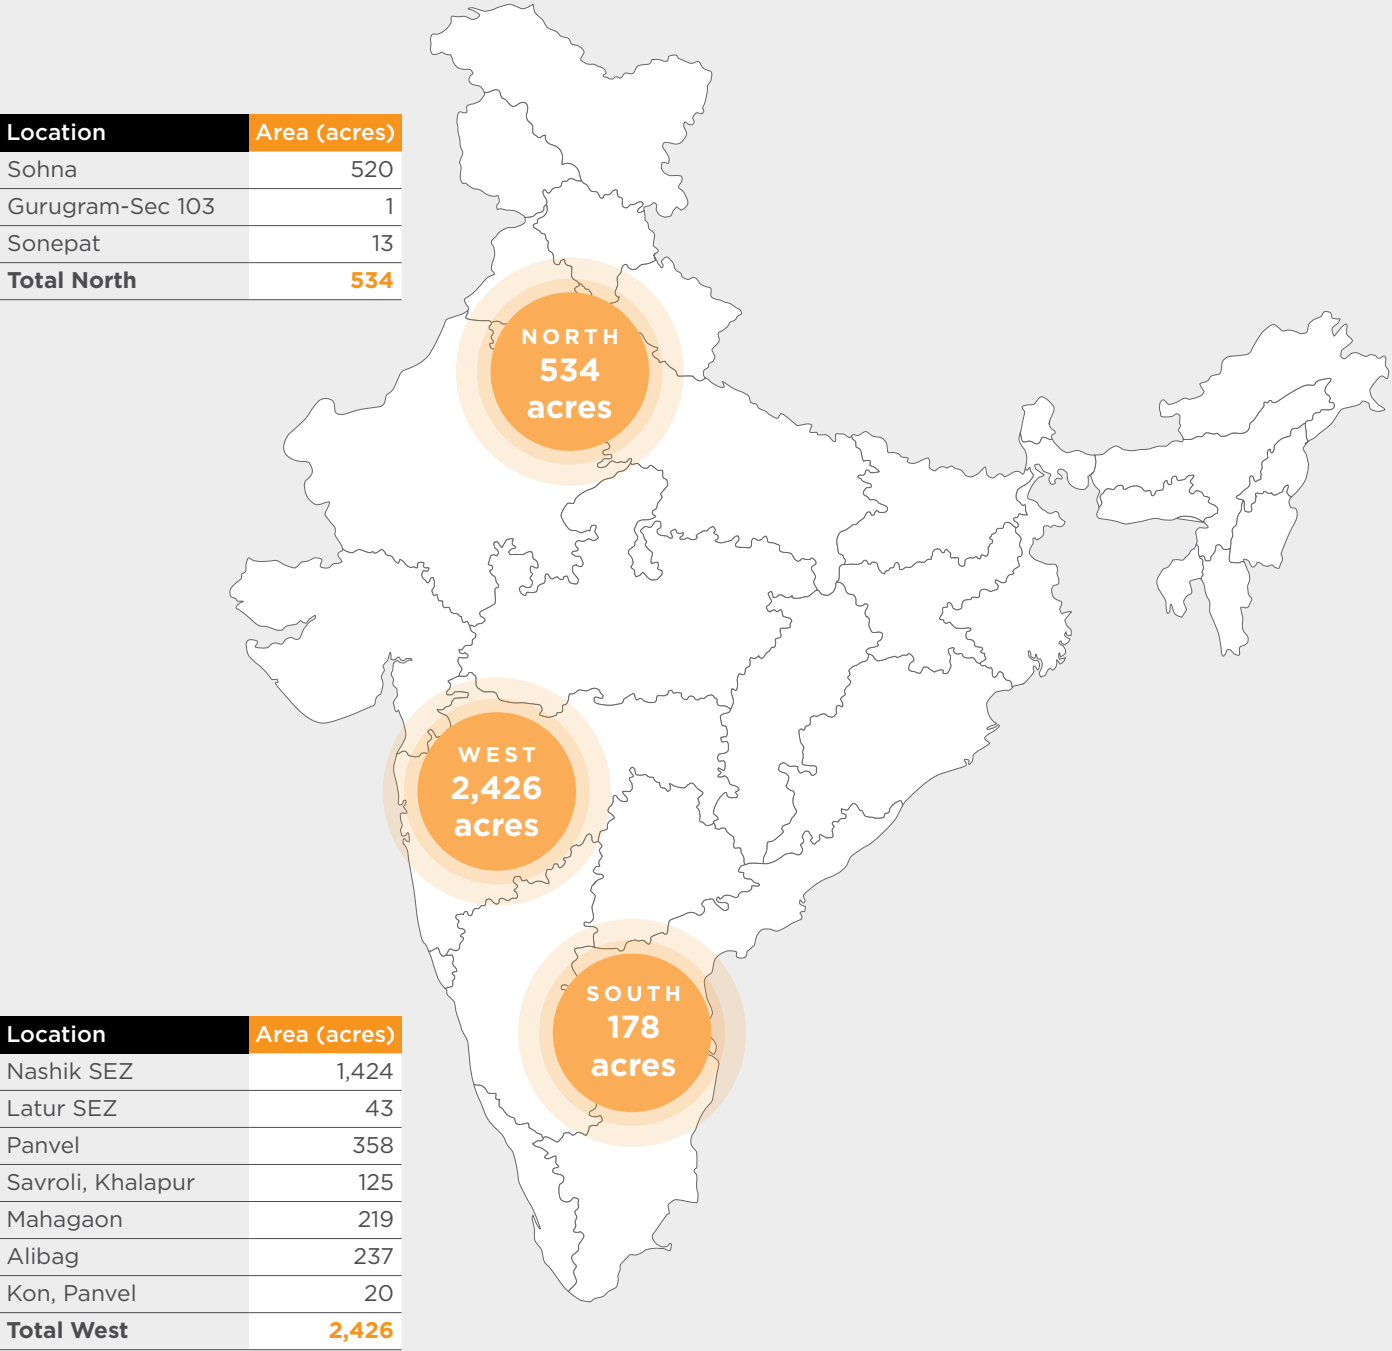 Location Area (acres)
Sohna 520
Gurugram-Sec 103 1
Sonepat 13
Total North 534
NORTH
534
acres
WEST
2,426
acres
SOUTH
178
acres
Location Area (acres)
Nashik SEZ 1,424
Latur SEZ 43
Panvel 358
Savroli, Khalapur 125
Mahagaon 219
Alibag 237
Kon, Panvel 20
Total West 2,426